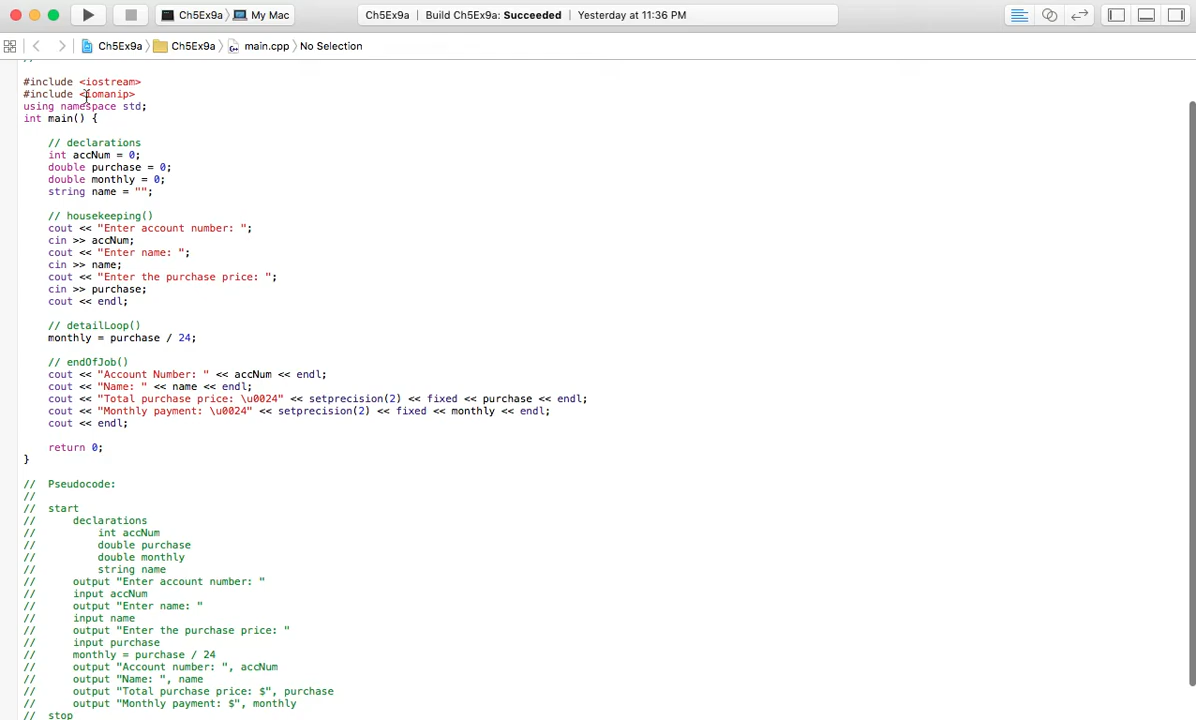 Ch5Ex9a My Mac Ch5Ex9a | Build Ch5Ex9a: Succeeded | Yesterday at 11:36 PM
Ch5Ex9a Ch5Ex9a main.cpp No Selection
//
#include <iostream>
#include <iomanip>
using namespace std;
int main() {
// declarations
int accNum = 0;
double purchase = 0;
double monthly = 0;
string name = "";
// housekeeping()
cout << "Enter account number: ";
cin >> accNum;
cout << "Enter name: ";
cin >> name;
cout << "Enter the purchase price: ";
cin >> purchase;
cout << endl;
// detailLoop()
monthly = purchase / 24;
// endOfJob()
cout << "Account Number: " << accNum << endl;
cout << "Name: " << name << endl;
cout << "Total purchase price: \u0024" << setprecision(2) << fixed << purchase << endl;
cout << "Monthly payment: \u0024" << setprecision(2) << fixed << monthly << endl;
cout << endl;
return 0;
}
// Pseudocode:
//
// start
// declarations
// int accNum
// double purchase
// double monthly
// string name
// output "Enter account number: "
// input accNum
// output "Enter name: "
// input name
// output "Enter the purchase price: "
// input purchase
// monthly = purchase / 24
// output "Account number: ", accNum
// output "Name: ", name
// output "Total purchase price: $", purchase
// output "Monthly payment: $", monthly
// stop